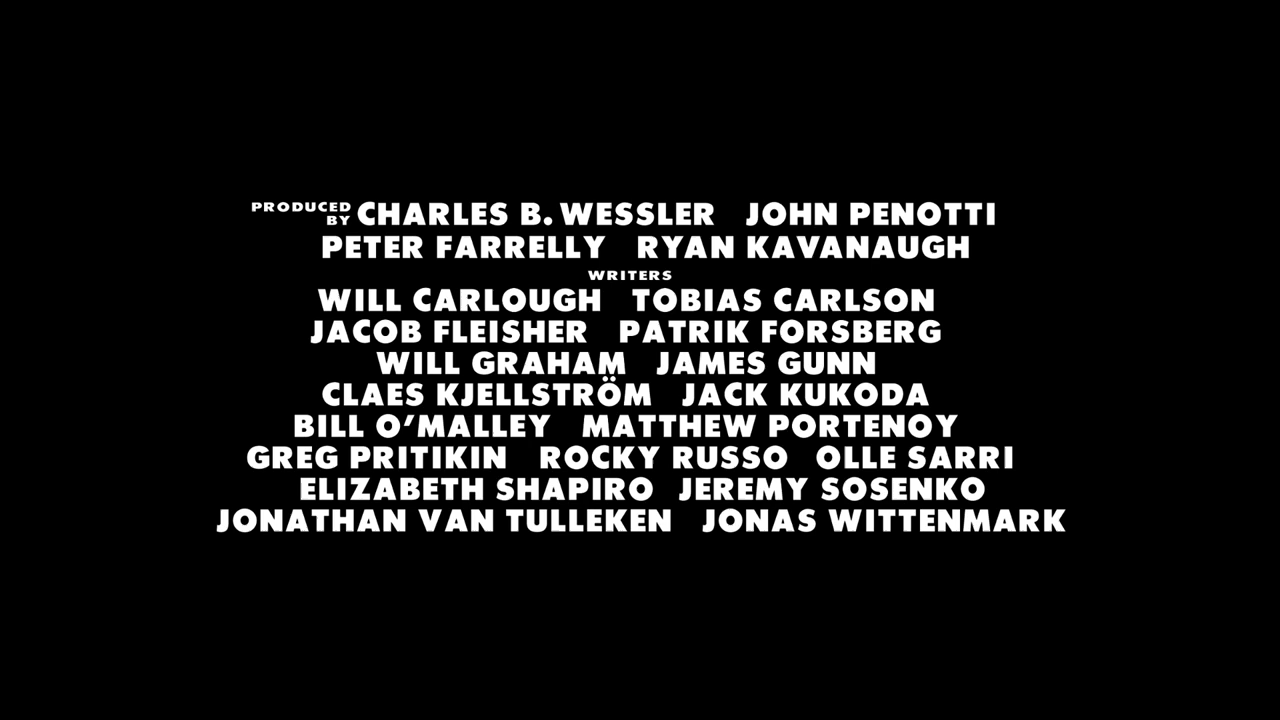 PRODUCED BY CHARLES B. WESSLER JOHN PENOTTI
PETER FARRELLY RYAN KAVANAUGH
WRITERS
WILL CARLOUGH TOBIAS CARLSON
JACOB FLEISHER PATRIK FORSBERG
WILL GRAHAM JAMES GUNN
CLAES KJELLSTRÖM JACK KUKODA
BILL O’MALLEY MATTHEW PORTENOY
GREG PRITIKIN ROCKY RUSSO OLLE SARRI
ELIZABETH SHAPIRO JEREMY SOSENKO
JONATHAN VAN TULLEKEN JONAS WITTENMARK